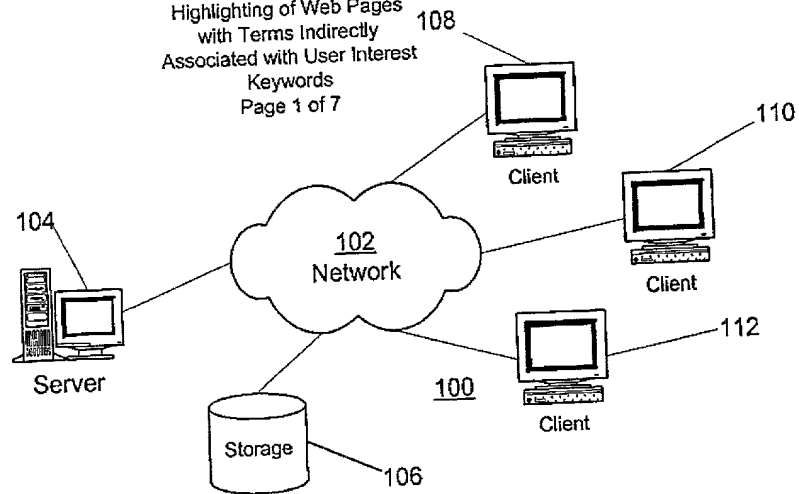 Highlighting of Web Pages
with Terms Indirectly
Associated with User Interest
Keywords
Page 1 of 7
108
110
Client
104
102
Network
Client
112
Server
100
Client
Storage
106